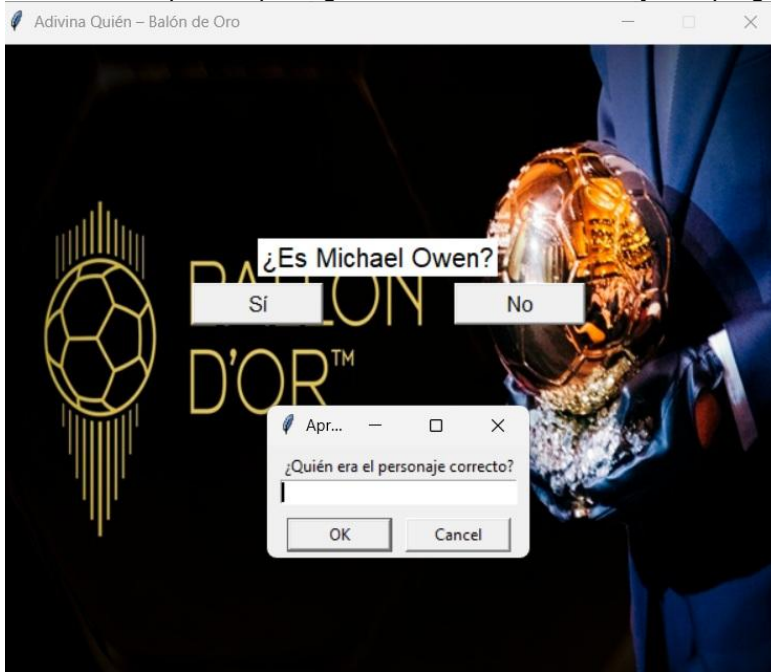 Adivina Quién – Balón de Oro
¿Es Michael Owen?
Sí
No
D'OR™
Apr...
¿Quién era el personaje correcto?
OK
Cancel